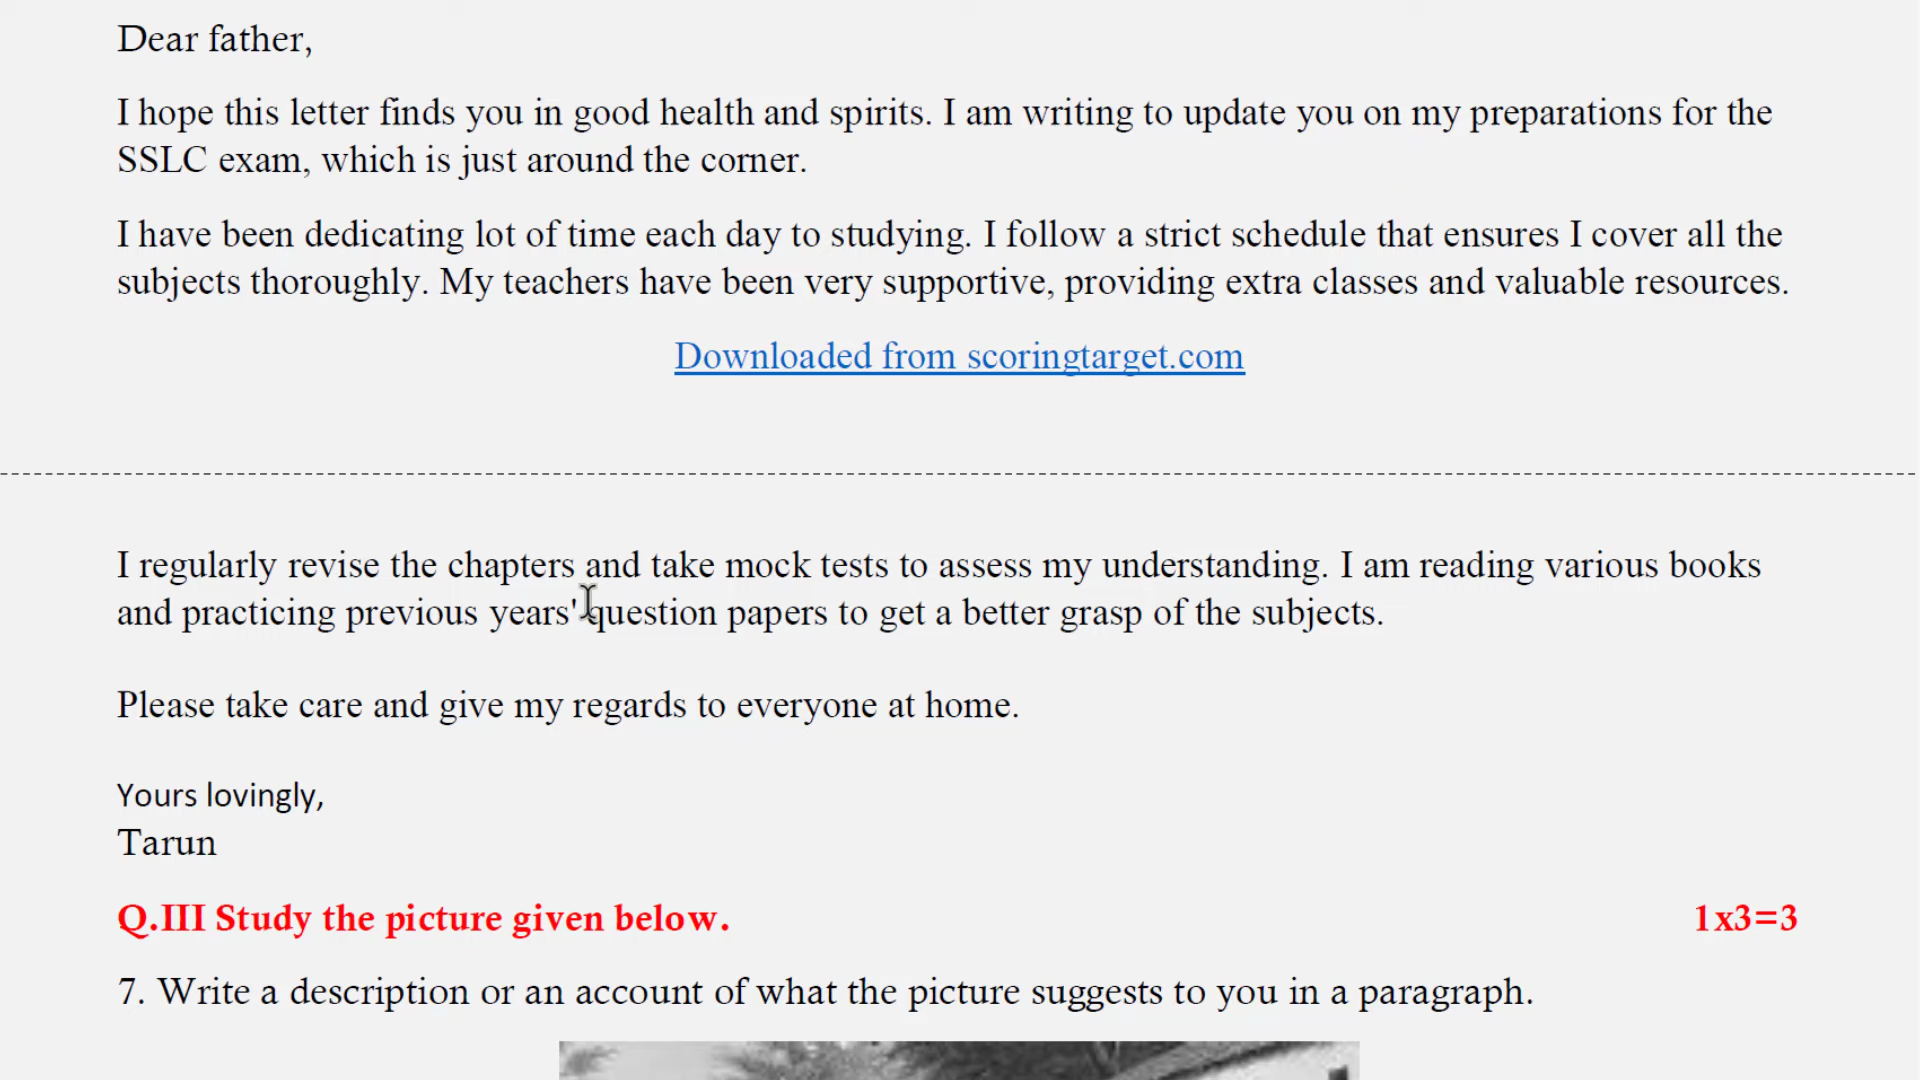 Dear father,
I hope this letter finds you in good health and spirits. I am writing to update you on my preparations for the
SSLC exam, which is just around the corner.
I have been dedicating lot of time each day to studying. I follow a strict schedule that ensures I cover all the
subjects thoroughly. My teachers have been very supportive, providing extra classes and valuable resources.
Downloaded from scoringtarget.com
I regularly revise the chapters and take mock tests to assess my understanding. I am reading various books
and practicing previous years' question papers to get a better grasp of the subjects.
Please take care and give my regards to everyone at home.
Yours lovingly,
Tarun
Q.III Study the picture given below. 1x3=3
7. Write a description or an account of what the picture suggests to you in a paragraph.